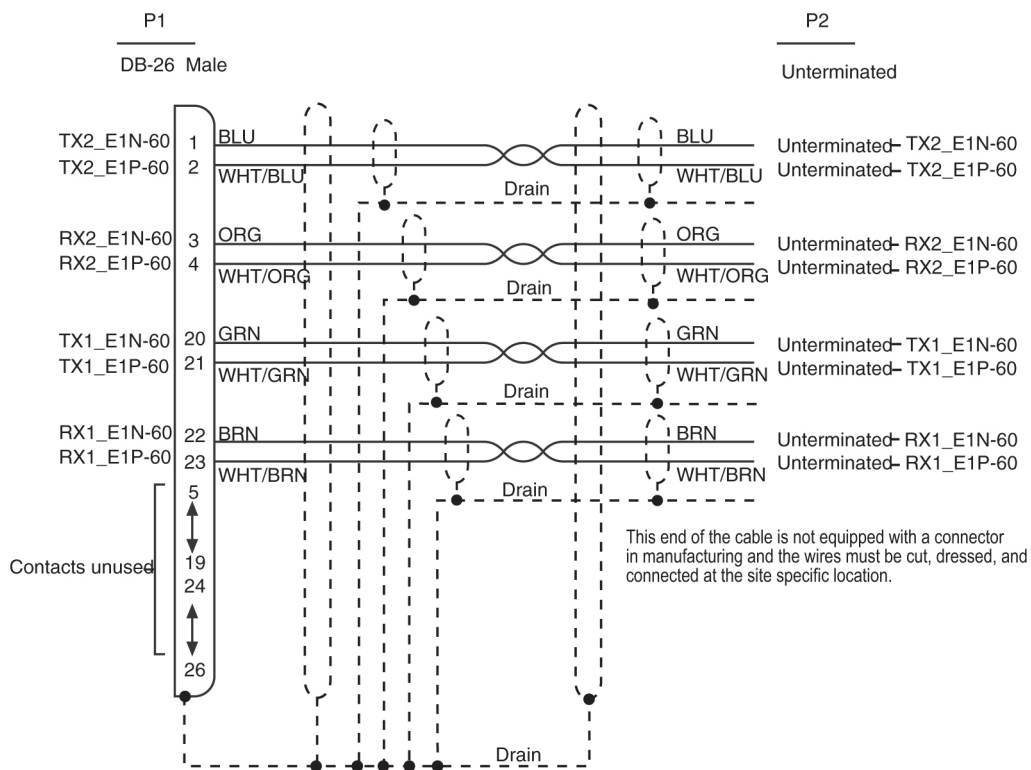 P1 P2
DB-26 Male Unterminated
TX2_E1N-60 1 BLU BLU Unterminated TX2_E1N-60
TX2_E1P-60 2 WHT/BLU WHT/BLU Unterminated TX2_E1P-60
Drain
RX2_E1N-60 3 ORG ORG Unterminated RX2_E1N-60
RX2_E1P-60 4 WHT/ORG WHT/ORG Unterminated RX2_E1P-60
Drain
TX1_E1N-60 20 GRN GRN Unterminated TX1_E1N-60
TX1_E1P-60 21 WHT/GRN WHT/GRN Unterminated TX1_E1P-60
Drain
RX1_E1N-60 22 BRN BRN Unterminated RX1_E1N-60
RX1_E1P-60 23 WHT/BRN WHT/BRN Unterminated RX1_E1P-60
5 Drain
This end of the cable is not equipped with a connector
in manufacturing and the wires must be cut, dressed, and
connected at the site specific location.
Contacts unused 19
24
26
Drain